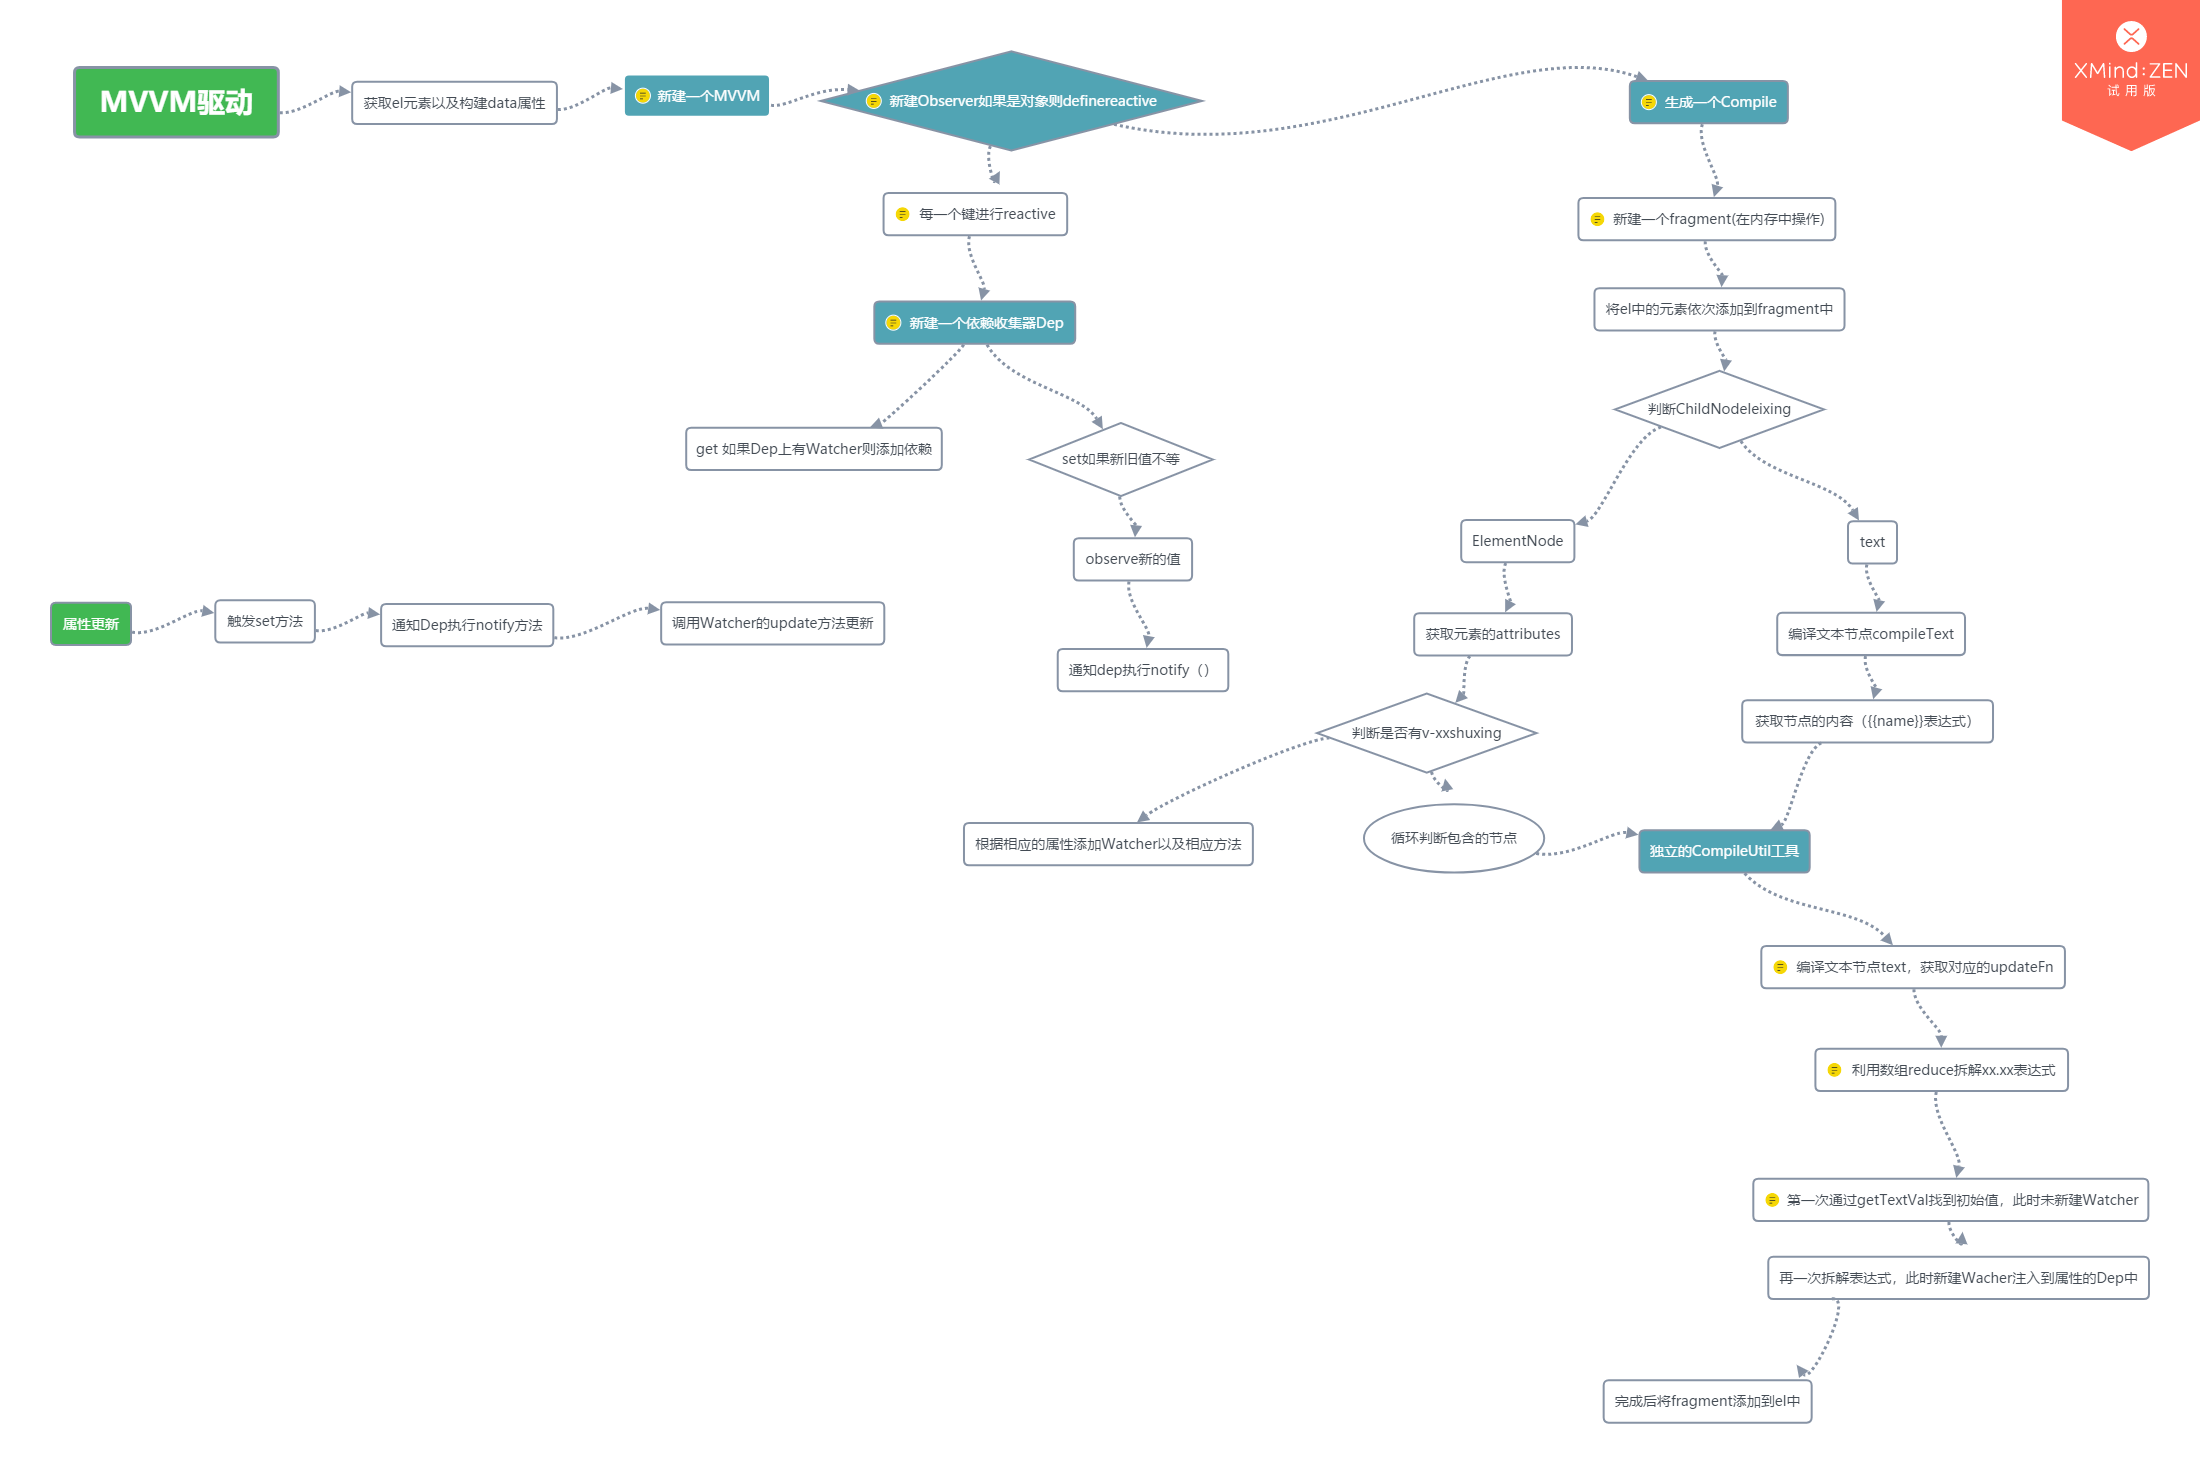 MVVM驱动
获取el元素以及构建data属性
新建一个MVVM
新建Observer如果是对象则definereactive
生成一个Compile
XMind:ZEN
试用版
每一个键进行reactive
新建一个依赖收集器Dep
get 如果Dep上有Watcher则添加依赖
set如果新旧值不等
observe新的值
通知dep执行notify（）
新建一个fragment(在内存中操作)
将el中的元素依次添加到fragment中
判断ChildNodeleixing
ElementNode
text
获取元素的attributes
编译文本节点compileText
判断是否有v-xxshuxing
获取节点的内容（{{name}}表达式）
根据相应的属性添加Watcher以及相应方法
循环判断包含的节点
独立的CompileUtil工具
编译文本节点text，获取对应的updateFn
利用数组reduce拆解xx.xx表达式
第一次通过getTextVal找到初始值，此时未新建Watcher
再一次拆解表达式，此时新建Wacher注入到属性的Dep中
完成后将fragment添加到el中
属性更新
触发set方法
通知Dep执行notify方法
调用Watcher的update方法更新